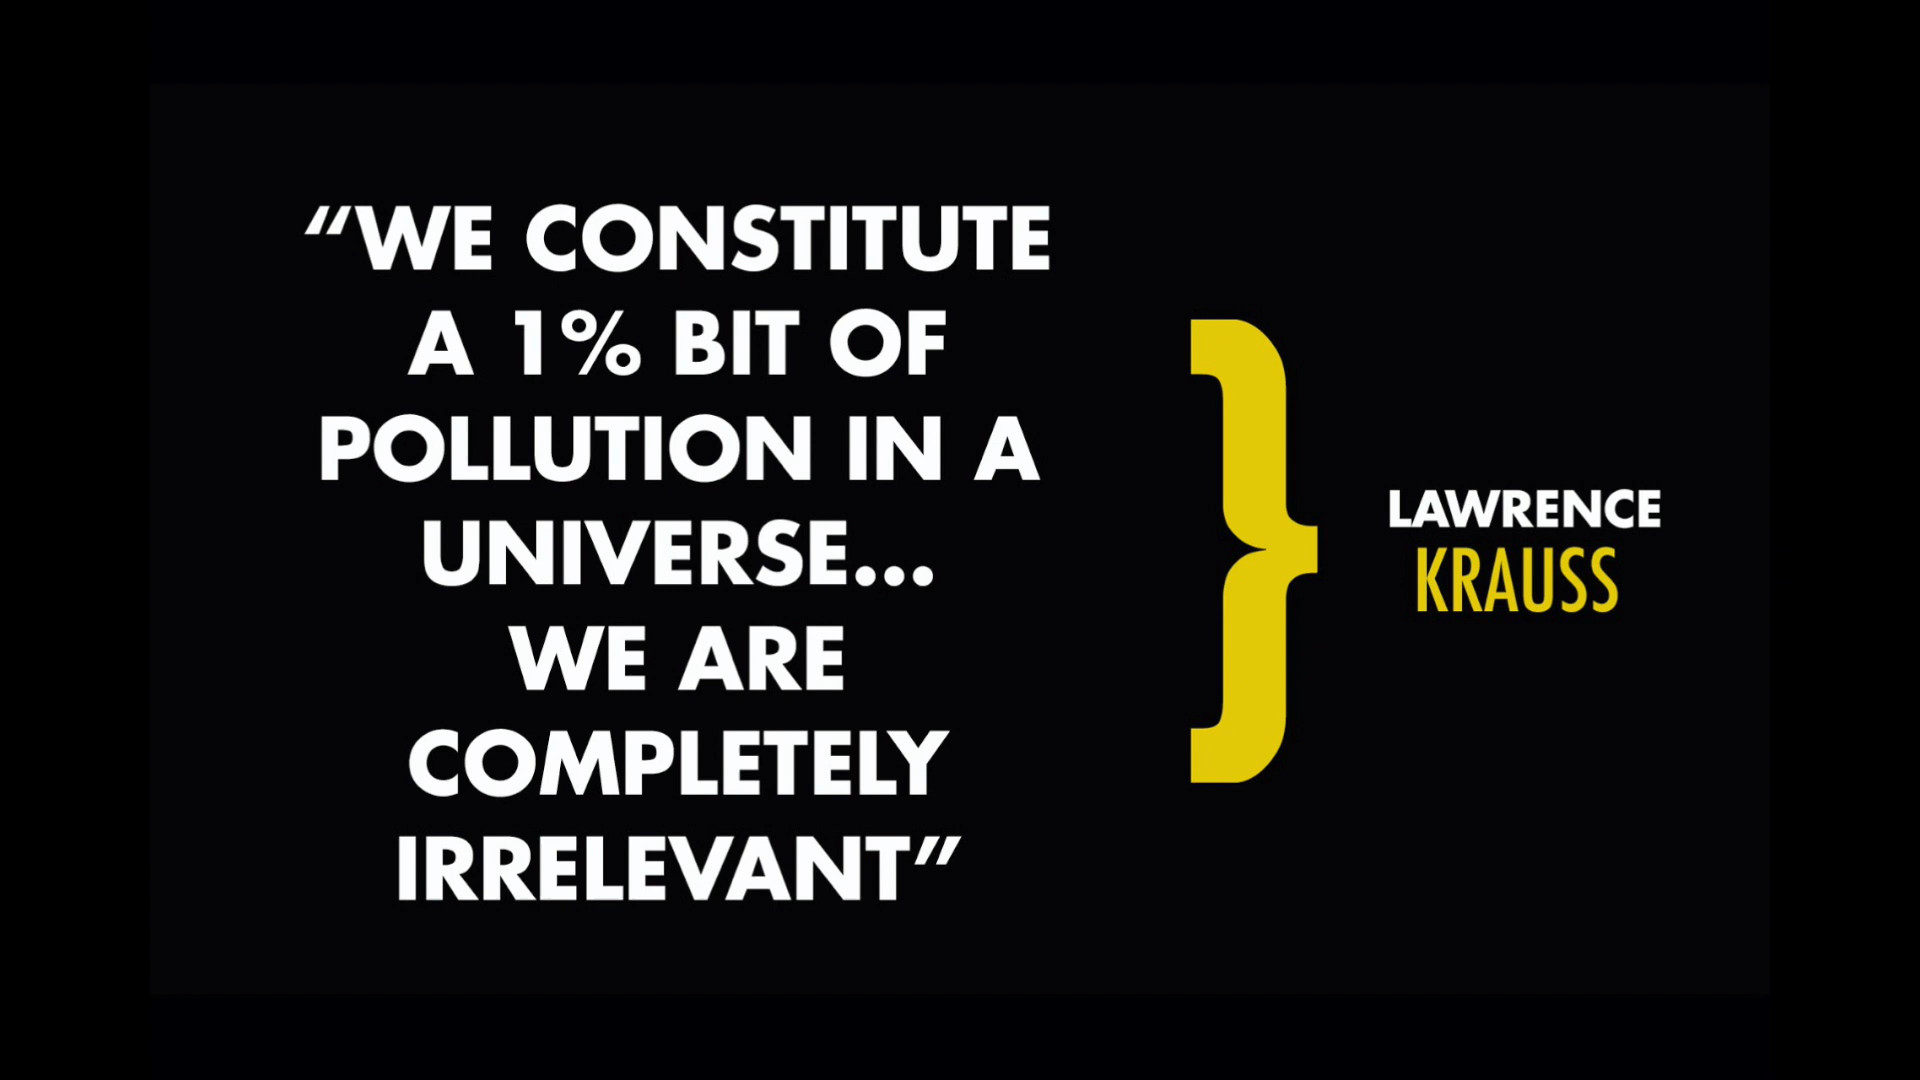 “WE CONSTITUTE
A 1% BIT OF
POLLUTION IN A
UNIVERSE...
WE ARE
COMPLETELY
IRRELEVANT”
LAWRENCE
KRAUSS